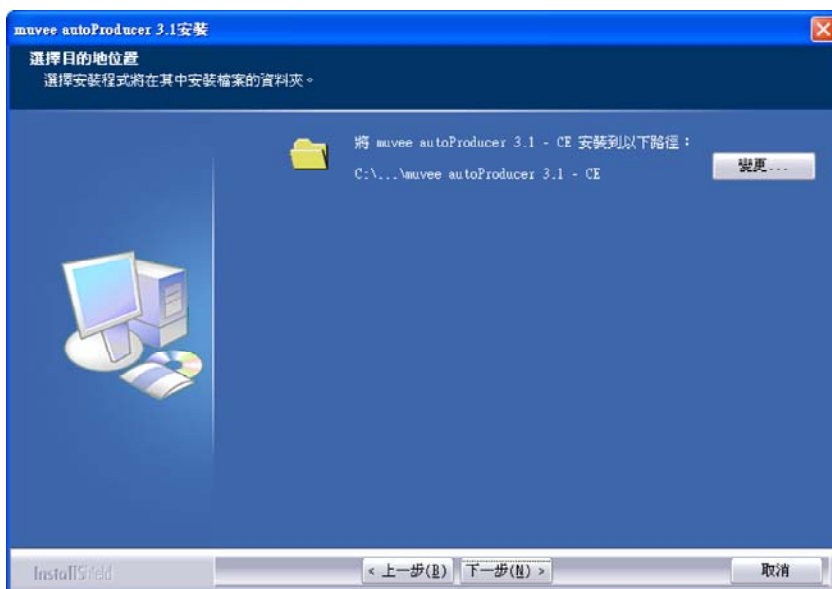 muvee autoProducer 3.1安裝
選擇目的地位置
選擇安裝程式將在其中安裝檔案的資料夾。
將 muvee autoProducer 3.1 - CE 安裝到以下路徑：
C:\...\muvee autoProducer 3.1 - CE
變更...
InstallShield
< 上一步(B)
下一步(N) >
取消